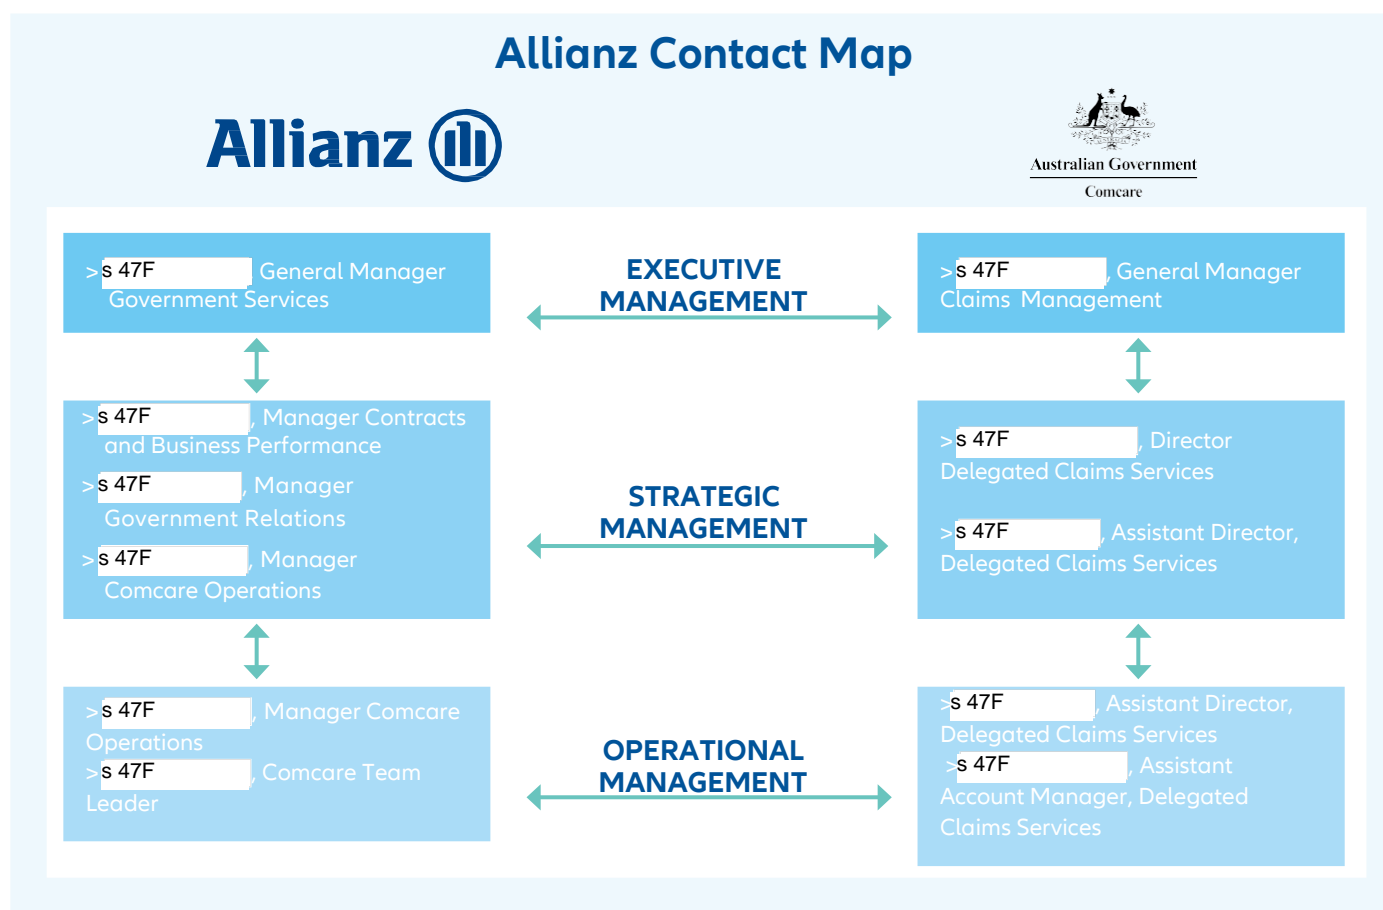 Allianz Contact Map
Allianz
Australian Government
Comcare
>s 47F , General Manager
Government Services
EXECUTIVE
MANAGEMENT
>s 47F , General Manager
Claims Management
>s 47F , Manager Contracts
and Business Performance
>s 47F , Manager
Government Relations
>s 47F , Manager
Comcare Operations
STRATEGIC
MANAGEMENT
>s 47F , Director
Delegated Claims Services
>s 47F , Assistant Director,
Delegated Claims Services
>s 47F , Manager Comcare
Operations
>s 47F , Comcare Team
Leader
OPERATIONAL
MANAGEMENT
>s 47F , Assistant Director,
Delegated Claims Services
>s 47F , Assistant
Account Manager, Delegated
Claims Services